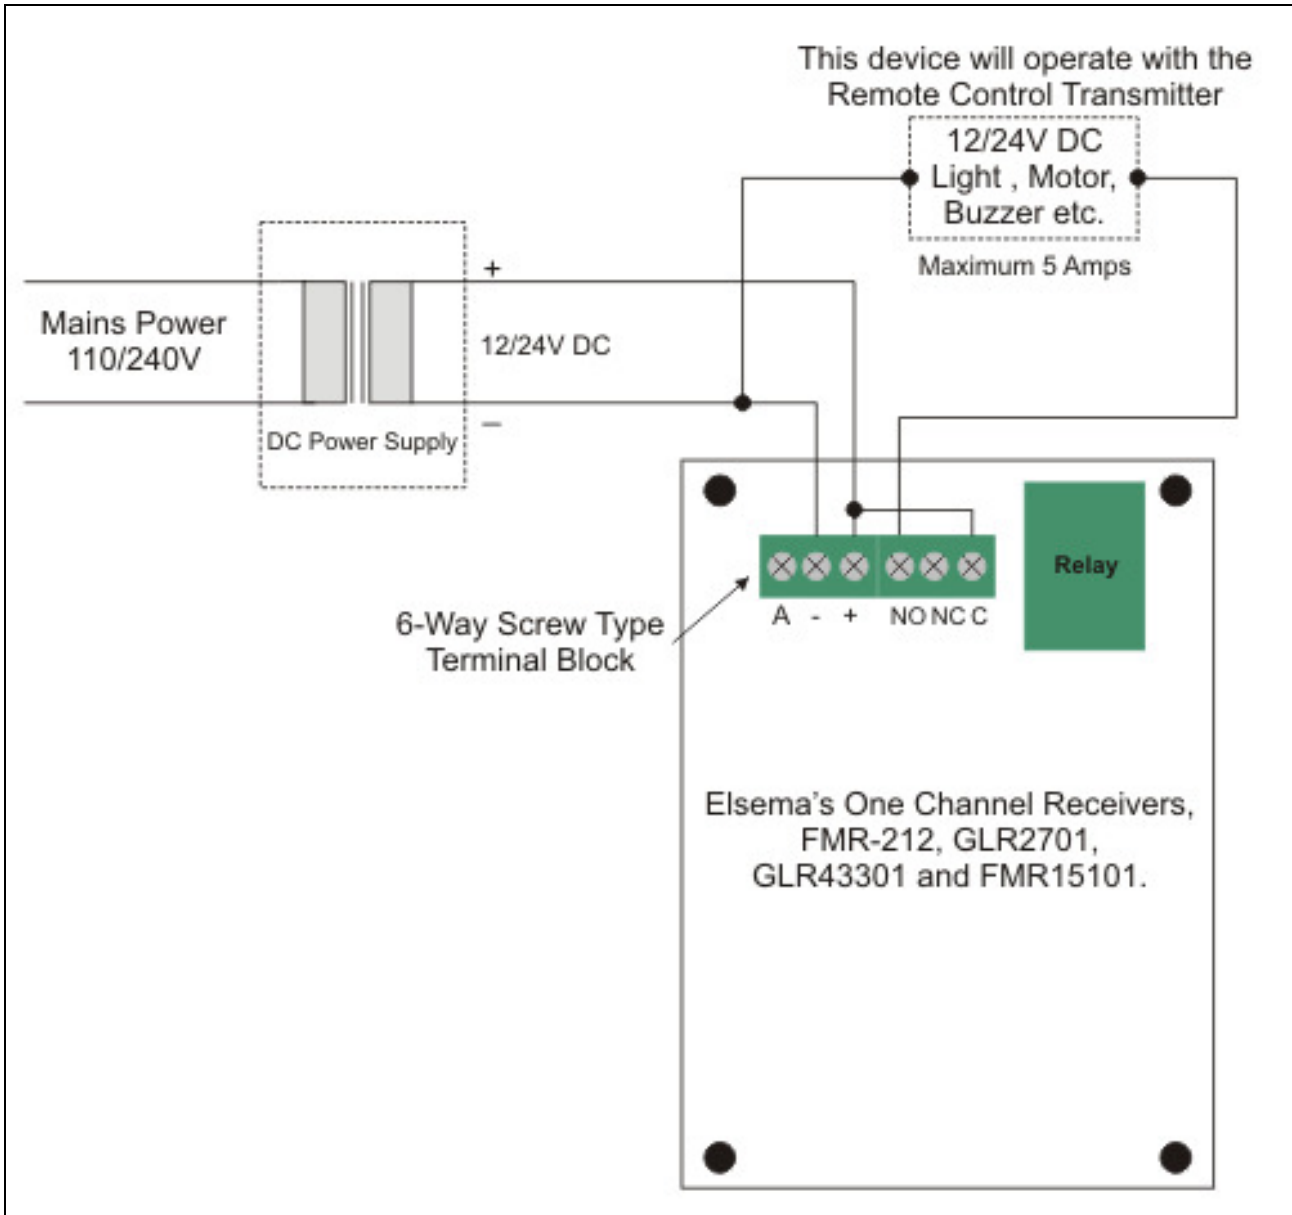 This device will operate with the
Remote Control Transmitter
12/24V DC
Light , Motor,
Buzzer etc.
Maximum 5 Amps
+
Mains Power
110/240V
12/24V DC
–
DC Power Supply
Relay
A - + NO NC C
6-Way Screw Type
Terminal Block
Elsema's One Channel Receivers,
FMR-212, GLR2701,
GLR43301 and FMR15101.